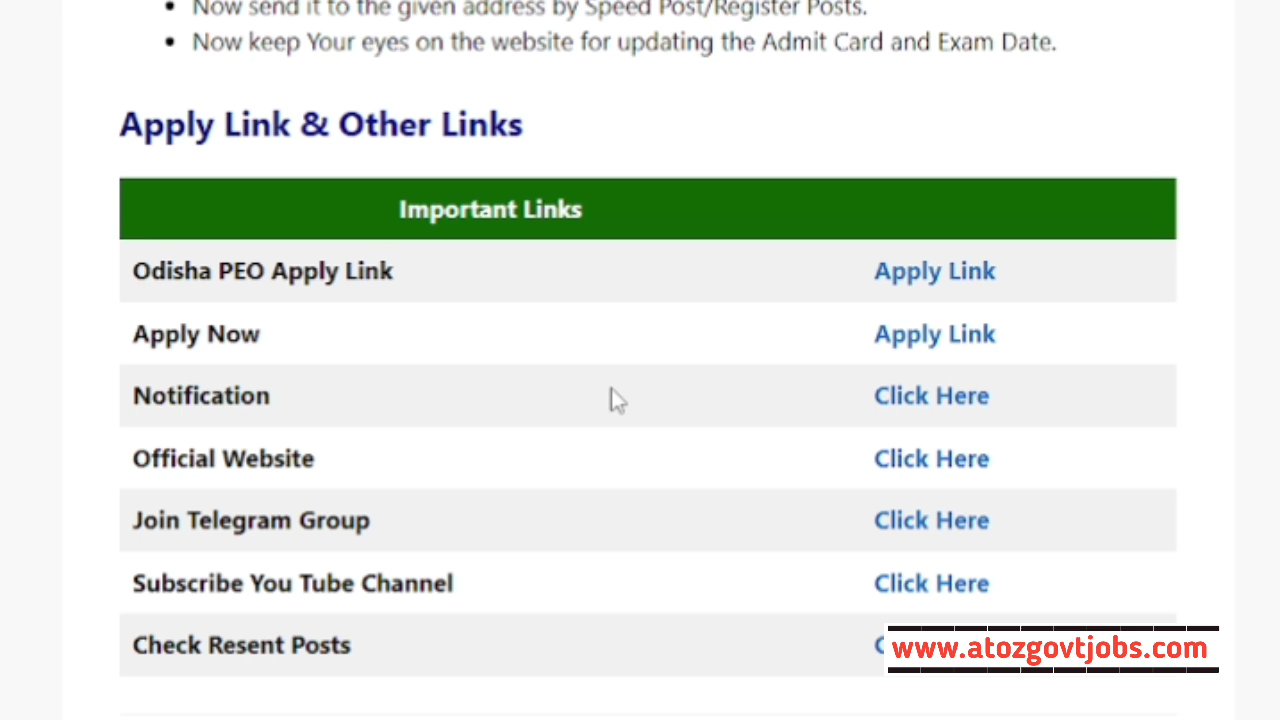 Now send it to the given address by Speed Post/Register Posts.
Now keep Your eyes on the website for updating the Admit Card and Exam Date.
Apply Link & Other Links
Important Links
Odisha PEO Apply Link Apply Link
Apply Now Apply Link
Notification Click Here
Official Website Click Here
Join Telegram Group Click Here
Subscribe You Tube Channel Click Here
Check Resent Posts
www.atozgovtjobs.com